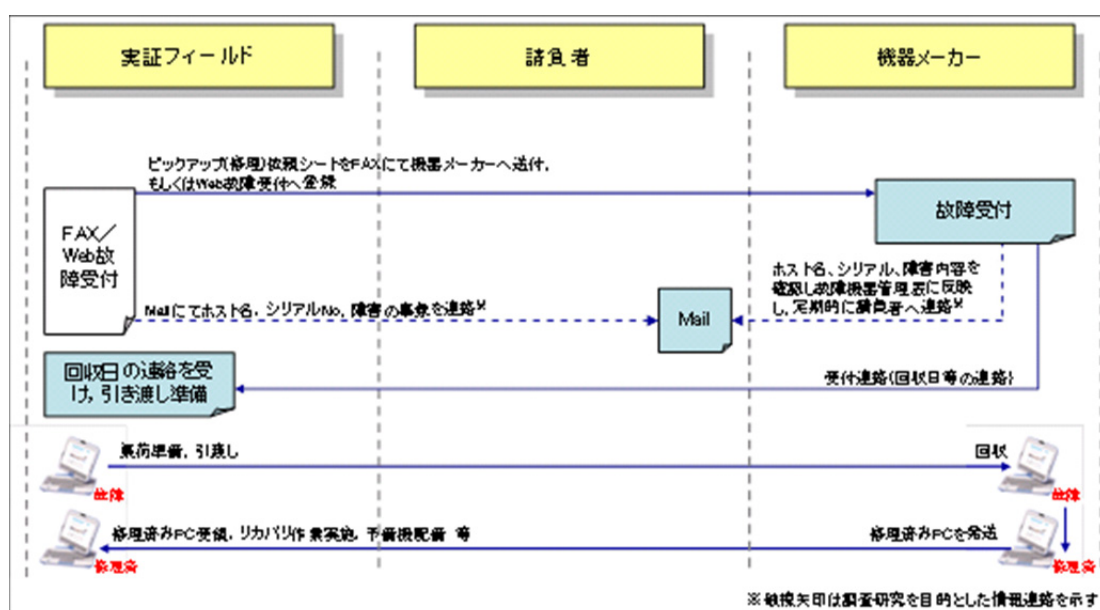 実証フィールド
請負者
機器メーカー
ピックアップ(修理)依頼シートをFAXにて機器メーカーへ送付,
もしくはWeb故障受付へ登録
FAX／
Web故
障受付
故障受付
ホスト名、シリアル、障害内容を
確認し故障機器管理表に反映
し、定期的に請負者へ連絡※
Mailにてホスト名、シリアルNo、障害の事象を連絡※
Mail
回収日の連絡を受
け，引き渡し準備
受付連絡(回収日等の連絡)
集荷準備，引渡し
回収
故障
故障
修理済みPC受領，リカバリ作業実施，予備機配備 等
修理済みPCを発送
修理済
修理済
※破線矢印は調査研究を目的とした情報連絡を示す